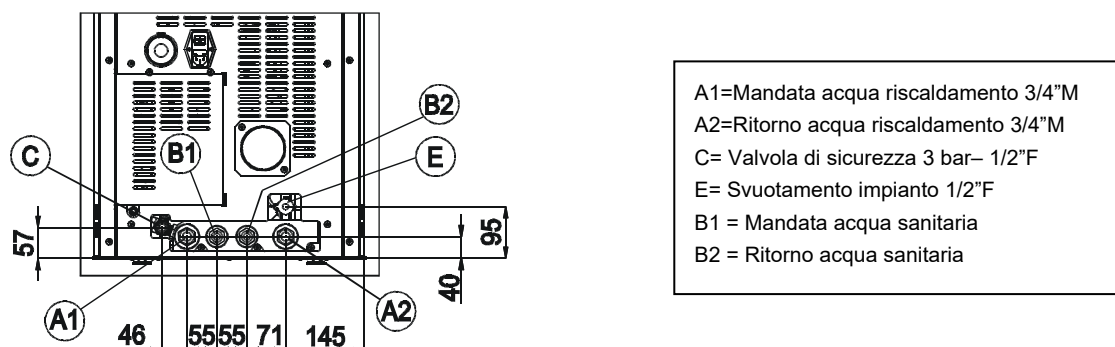 B2
B1
C
E
57
95
40
A1
A2
46 55 55 71 145
A1=Mandata acqua riscaldamento 3/4”M
A2=Ritorno acqua riscaldamento 3/4”M
C= Valvola di sicurezza 3 bar– 1/2”F
E= Svuotamento impianto 1/2”F
B1 = Mandata acqua sanitaria
B2 = Ritorno acqua sanitaria